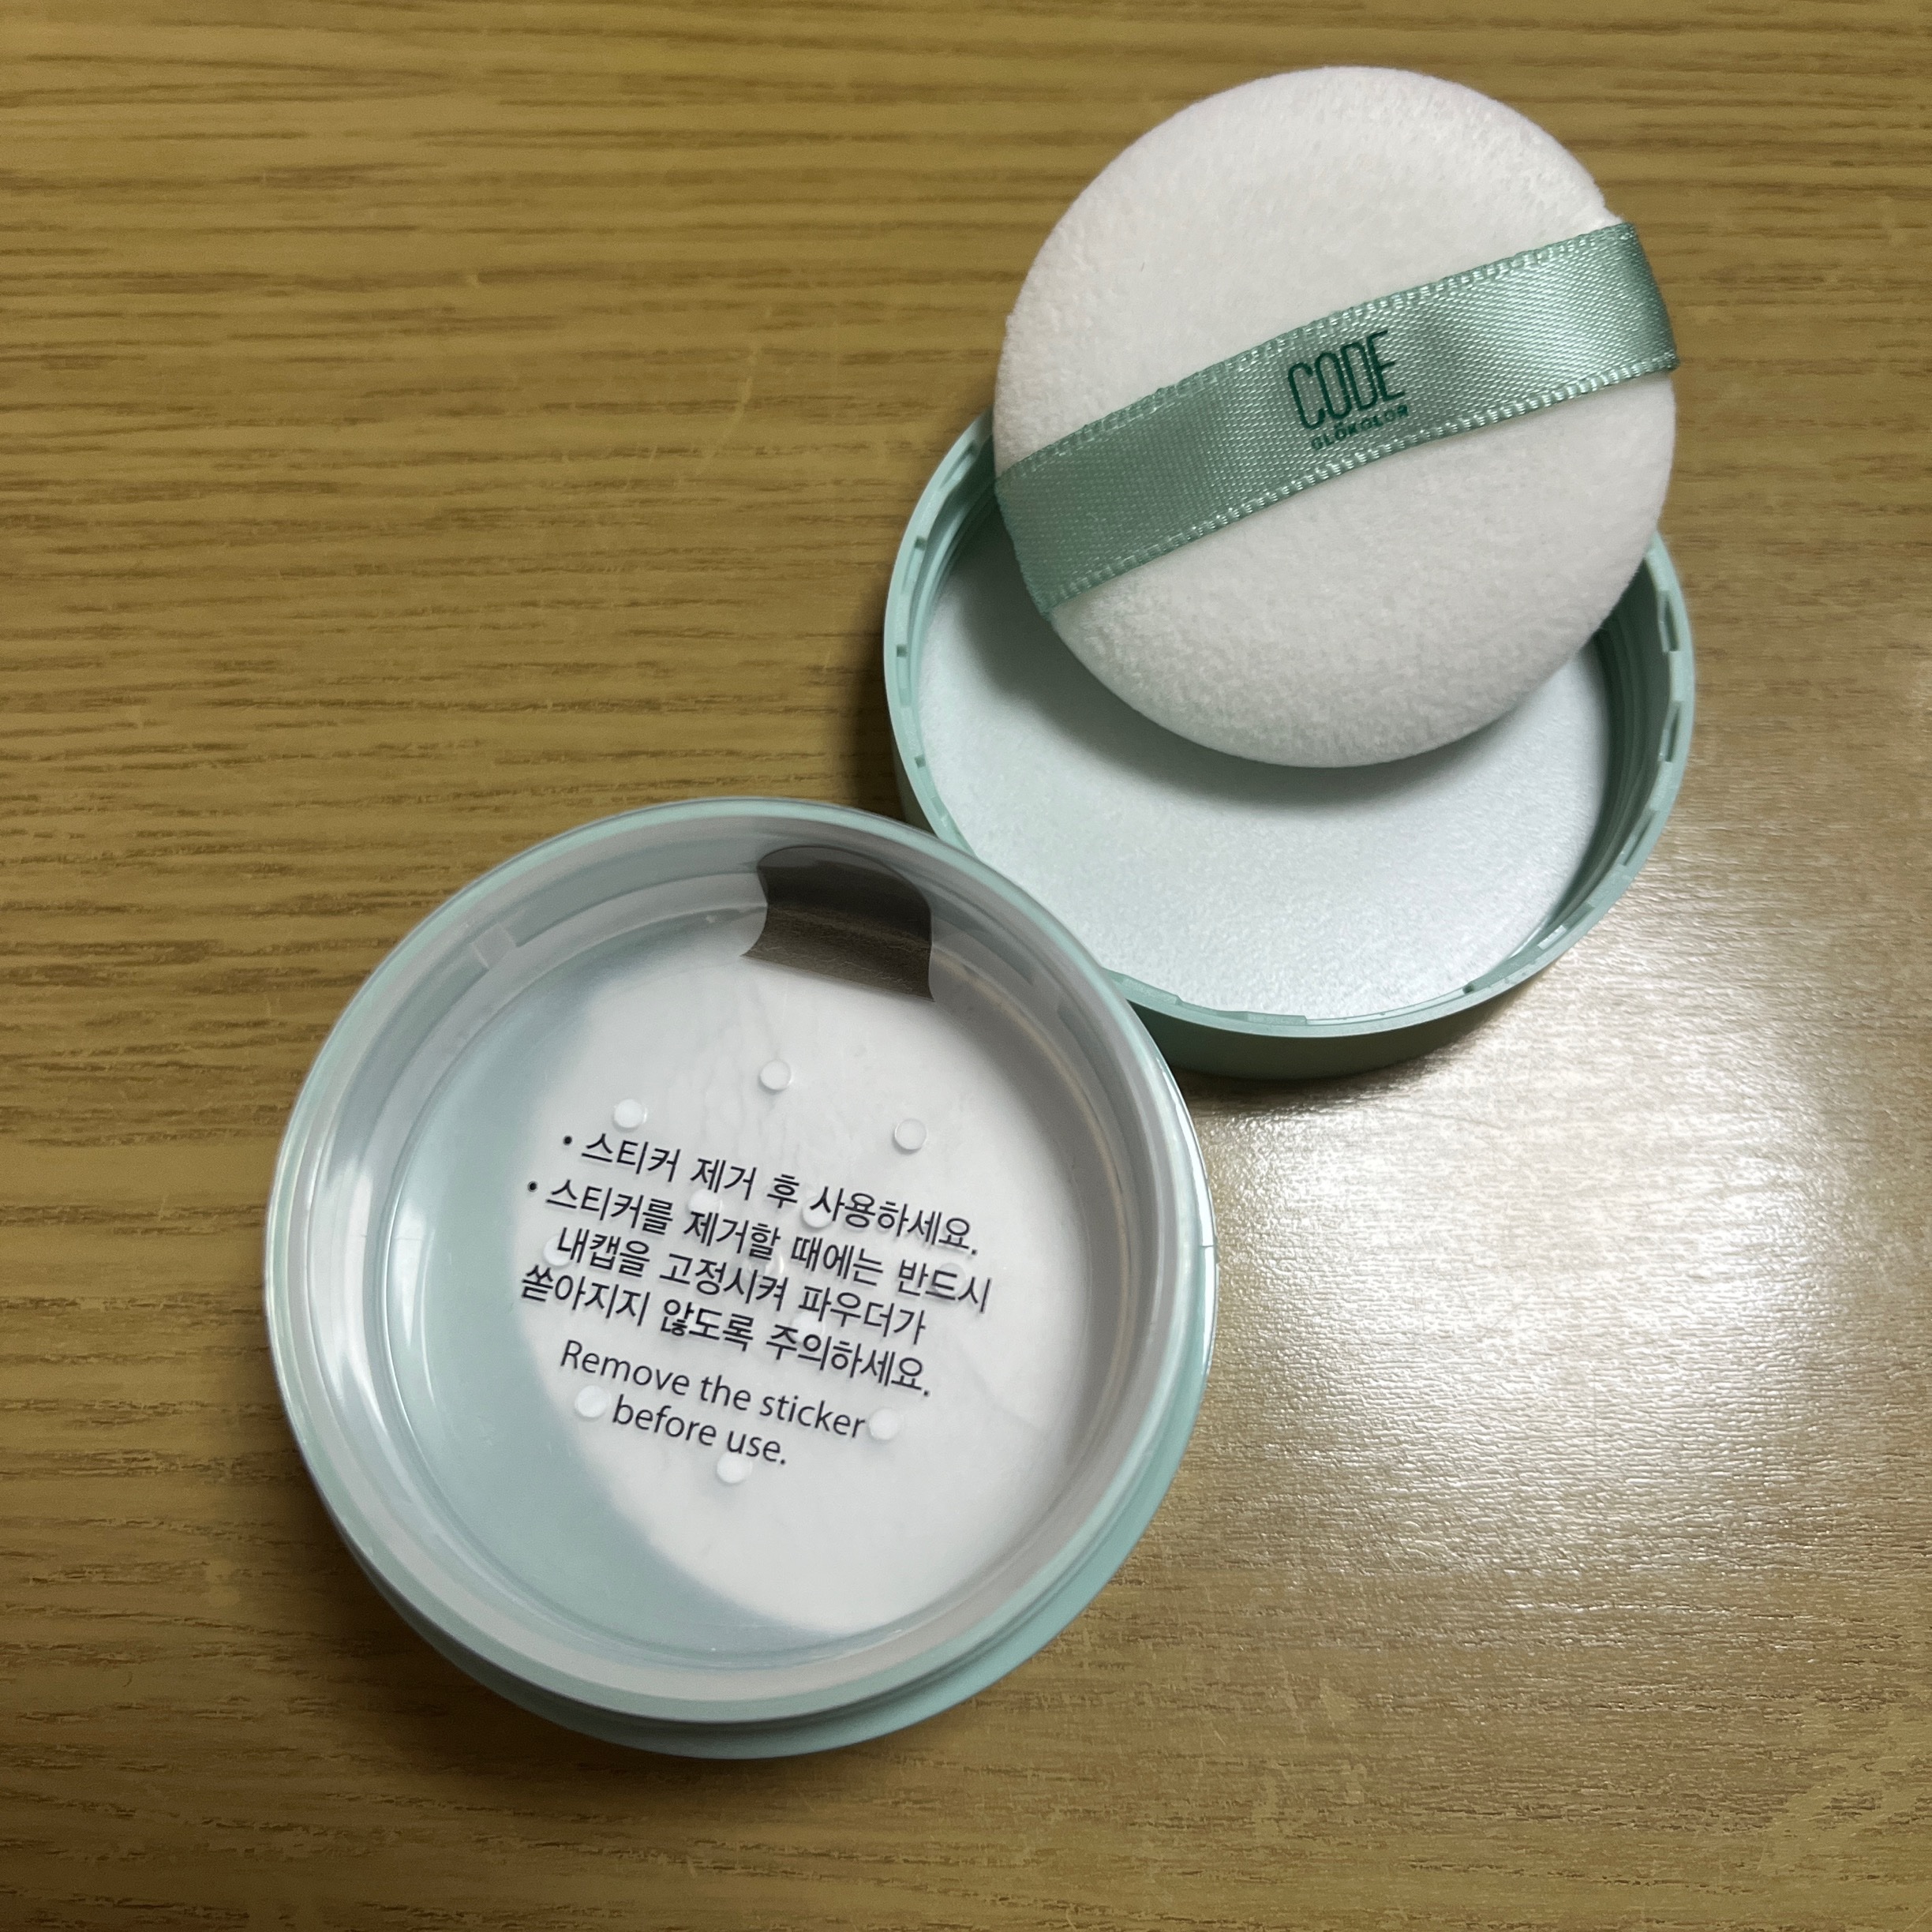 CODE
GLŌKOLOR
• 스티커 제거 후 사용하세요.
• 스티커를 제거할 때에는 반드시
내캡을 고정시켜 파우더가
쏟아지지 않도록 주의하세요.
Remove the sticker
before use.